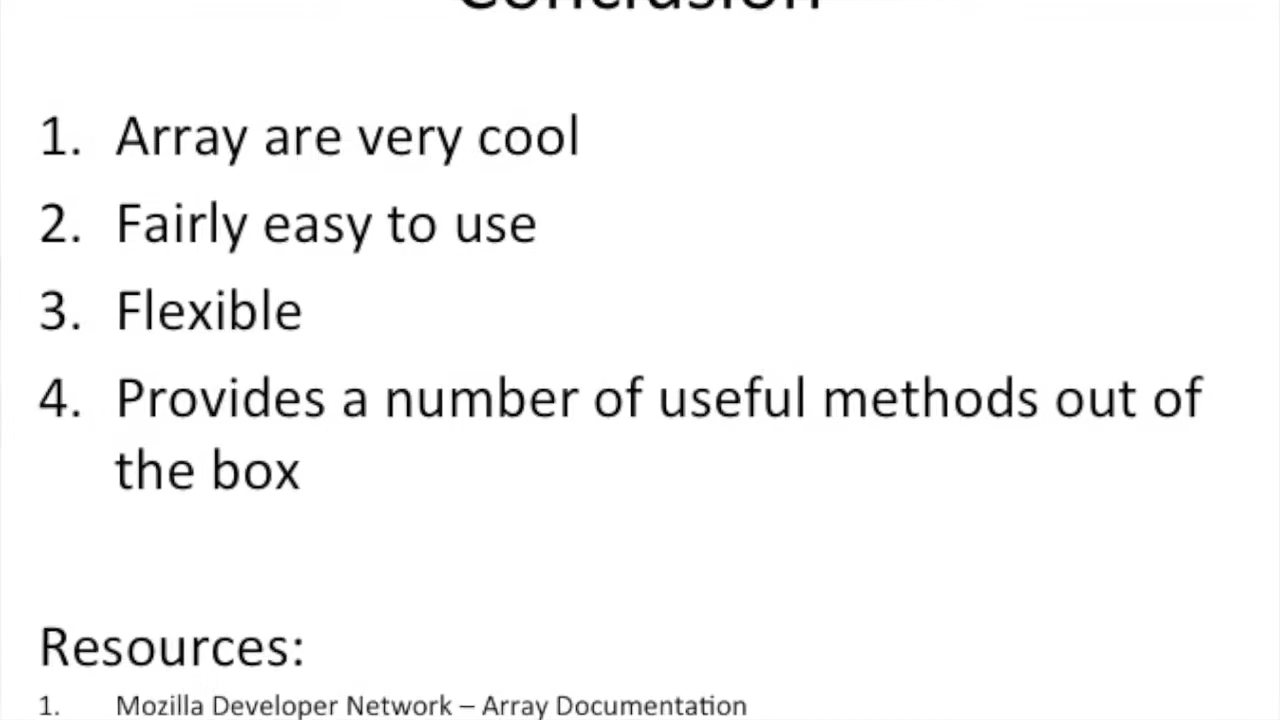 Conclusion
1. Array are very cool
2. Fairly easy to use
3. Flexible
4. Provides a number of useful methods out of
the box
Resources:
1. Mozilla Developer Network – Array Documentation